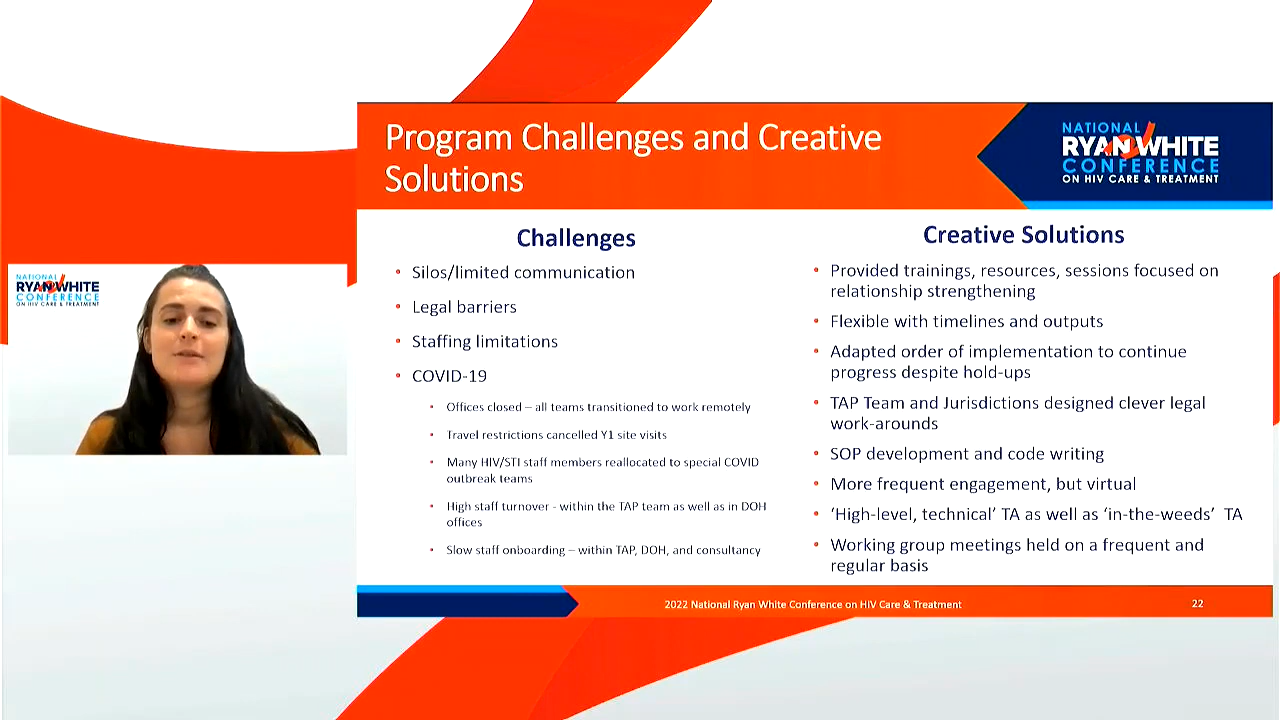 Program Challenges and Creative
Solutions
NATIONAL
RYAN WHITE
CONFERENCE
ON HIV CARE & TREATMENT
Challenges
• Silos/limited communication
• Legal barriers
• Staffing limitations
• COVID-19
• Offices closed – all teams transitioned to work remotely
• Travel restrictions cancelled Y1 site visits
• Many HIV/STI staff members reallocated to special COVID
outbreak teams
• High staff turnover - within the TAP team as well as in DOH
offices
• Slow staff onboarding – within TAP, DOH, and consultancy
Creative Solutions
• Provided trainings, resources, sessions focused on
relationship strengthening
• Flexible with timelines and outputs
• Adapted order of implementation to continue
progress despite hold-ups
• TAP Team and Jurisdictions designed clever legal
work-arounds
• SOP development and code writing
• More frequent engagement, but virtual
• ‘High-level, technical’ TA as well as ‘in-the-weeds’ TA
• Working group meetings held on a frequent and
regular basis
2022 National Ryan White Conference on HIV Care & Treatment
22
NATIONAL
RYAN WHITE
CONFERENCE
ON HIV CARE & TREATMENT